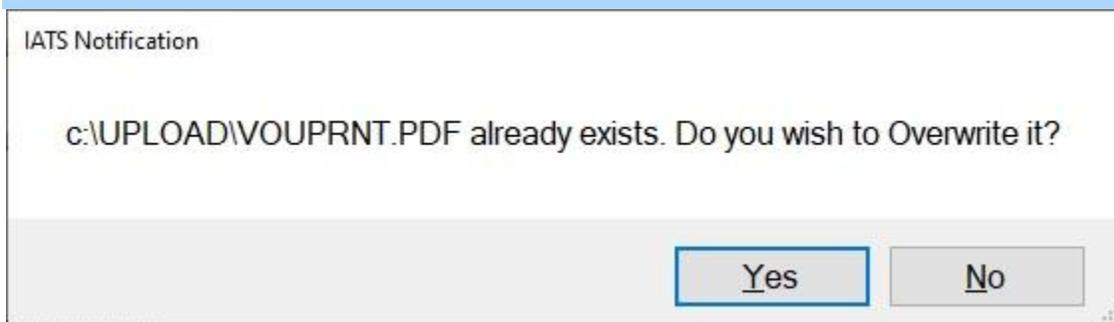 IATS Notification
c:\UPLOAD\VOUPRNT.PDF already exists. Do you wish to Overwrite it?
Yes No